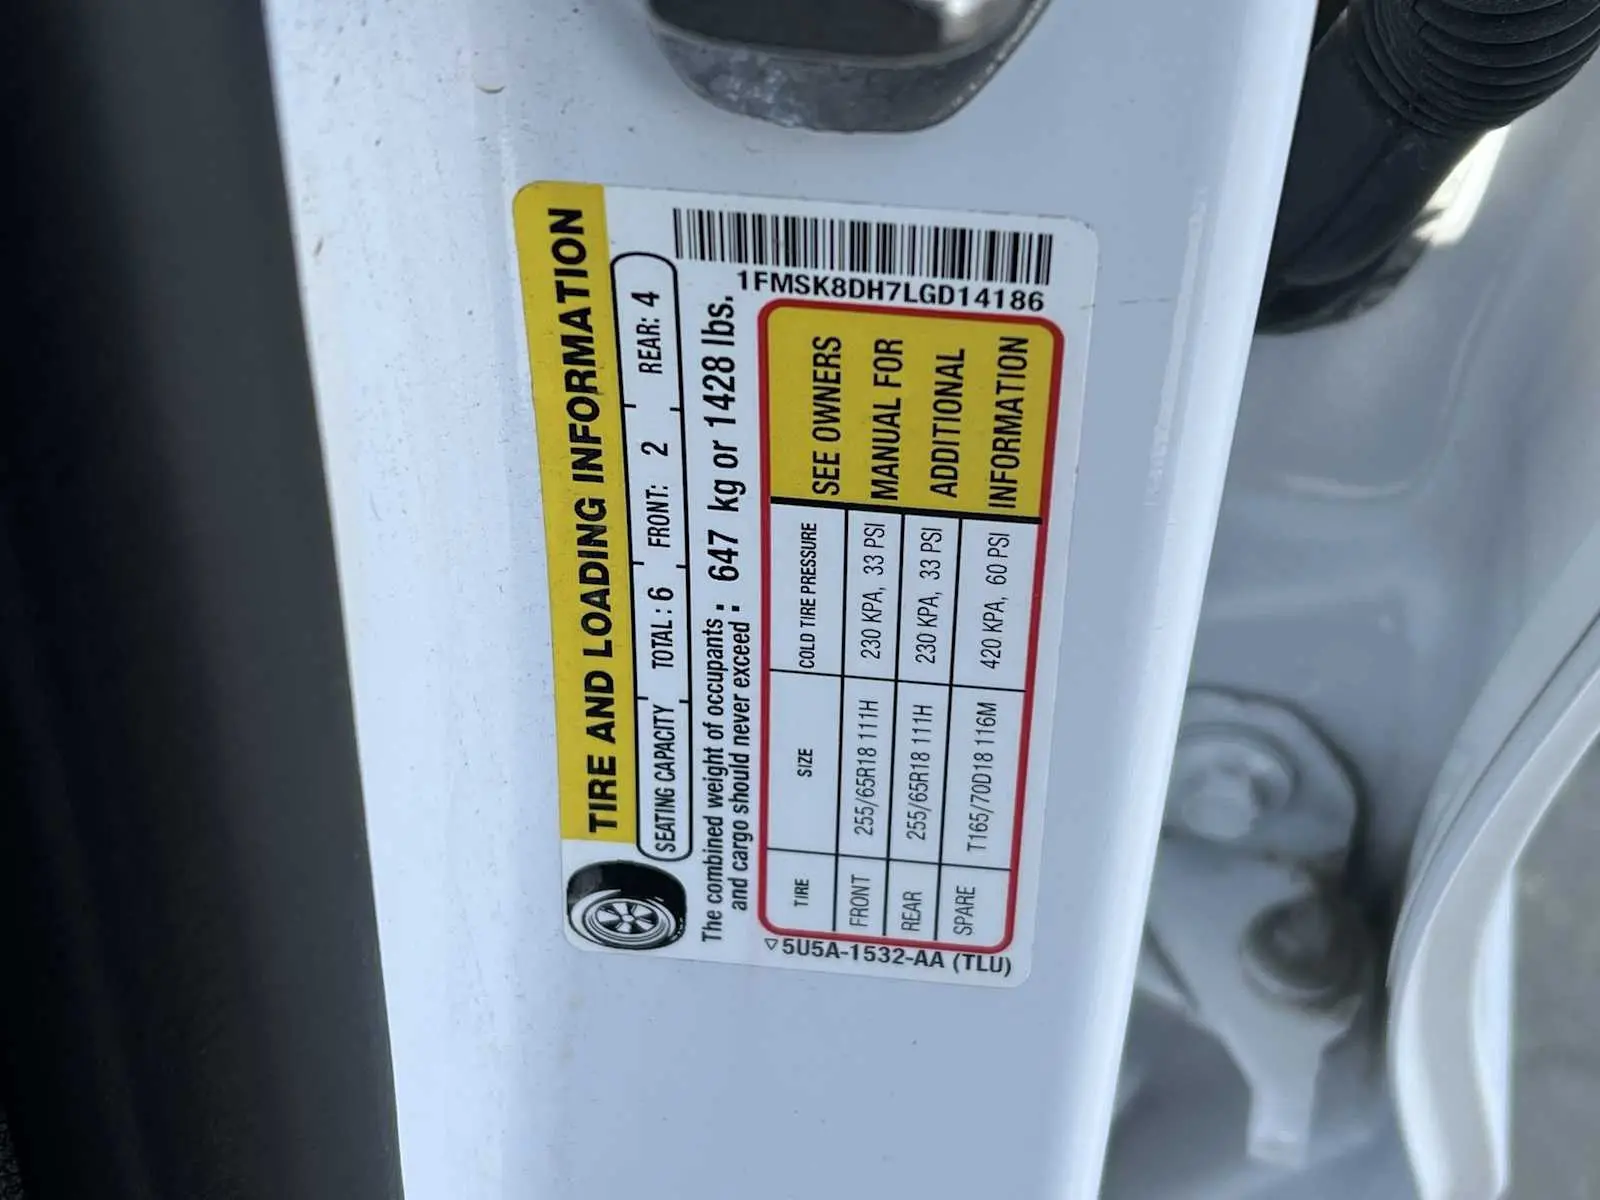 TIRE AND LOADING INFORMATION
SEATING CAPACITY TOTAL : 6 FRONT: 2 REAR: 4
The combined weight of occupants and cargo should never exceed : 647 kg or 1428 lbs.
TIRE SIZE COLD TIRE PRESSURE
FRONT 255/65R18 111H 230 KPA, 33 PSI
REAR 255/65R18 111H 230 KPA, 33 PSI
SPARE T165/70D18 116M 420 KPA, 60 PSI
SEE OWNERS
MANUAL FOR
ADDITIONAL
INFORMATION
5U5A-1532-AA (TLU)
1FMSK8DH7LGD14186